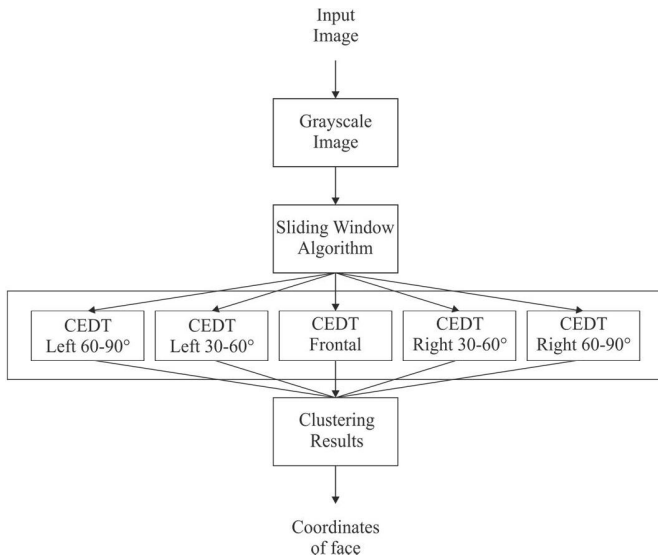 Input
Image
Grayscale
Image
Sliding Window
Algorithm
CEDT
Left 60-90°
CEDT
Left 30-60°
CEDT
Frontal
CEDT
Right 30-60°
CEDT
Right 60-90°
Clustering
Results
Coordinates
of face